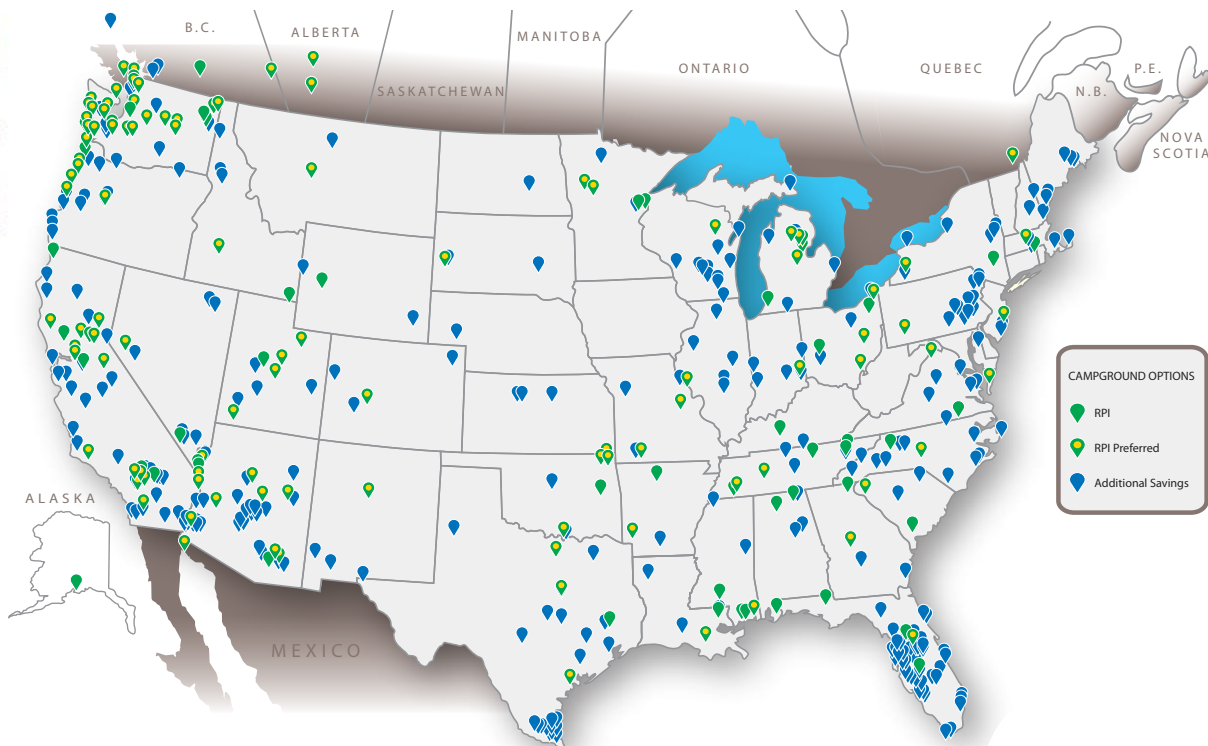 B.C.
ALBERTA
MANITOBA
SASKATCHEWAN
ONTARIO
QUEBEC
P.E.
N.B.
NOVA
SCOTIA
CAMPGROUND OPTIONS
RPI
RPI Preferred
Additional Savings
ALASKA
MEXICO